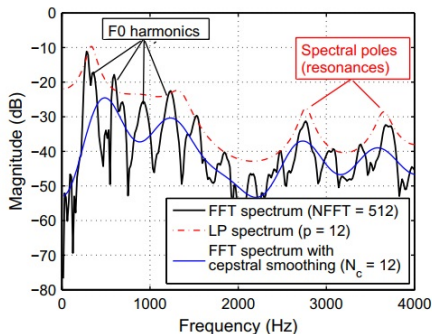 0
−10
−20
−30
−40
−50
−60
−70
−80
Magnitude (dB)
F0 harmonics
Spectral poles
(resonances)
FFT spectrum (NFFT = 512)
LP spectrum (p = 12)
FFT spectrum with
cepstral smoothing (Nc = 12)
0
1000
2000
3000
4000
Frequency (Hz)